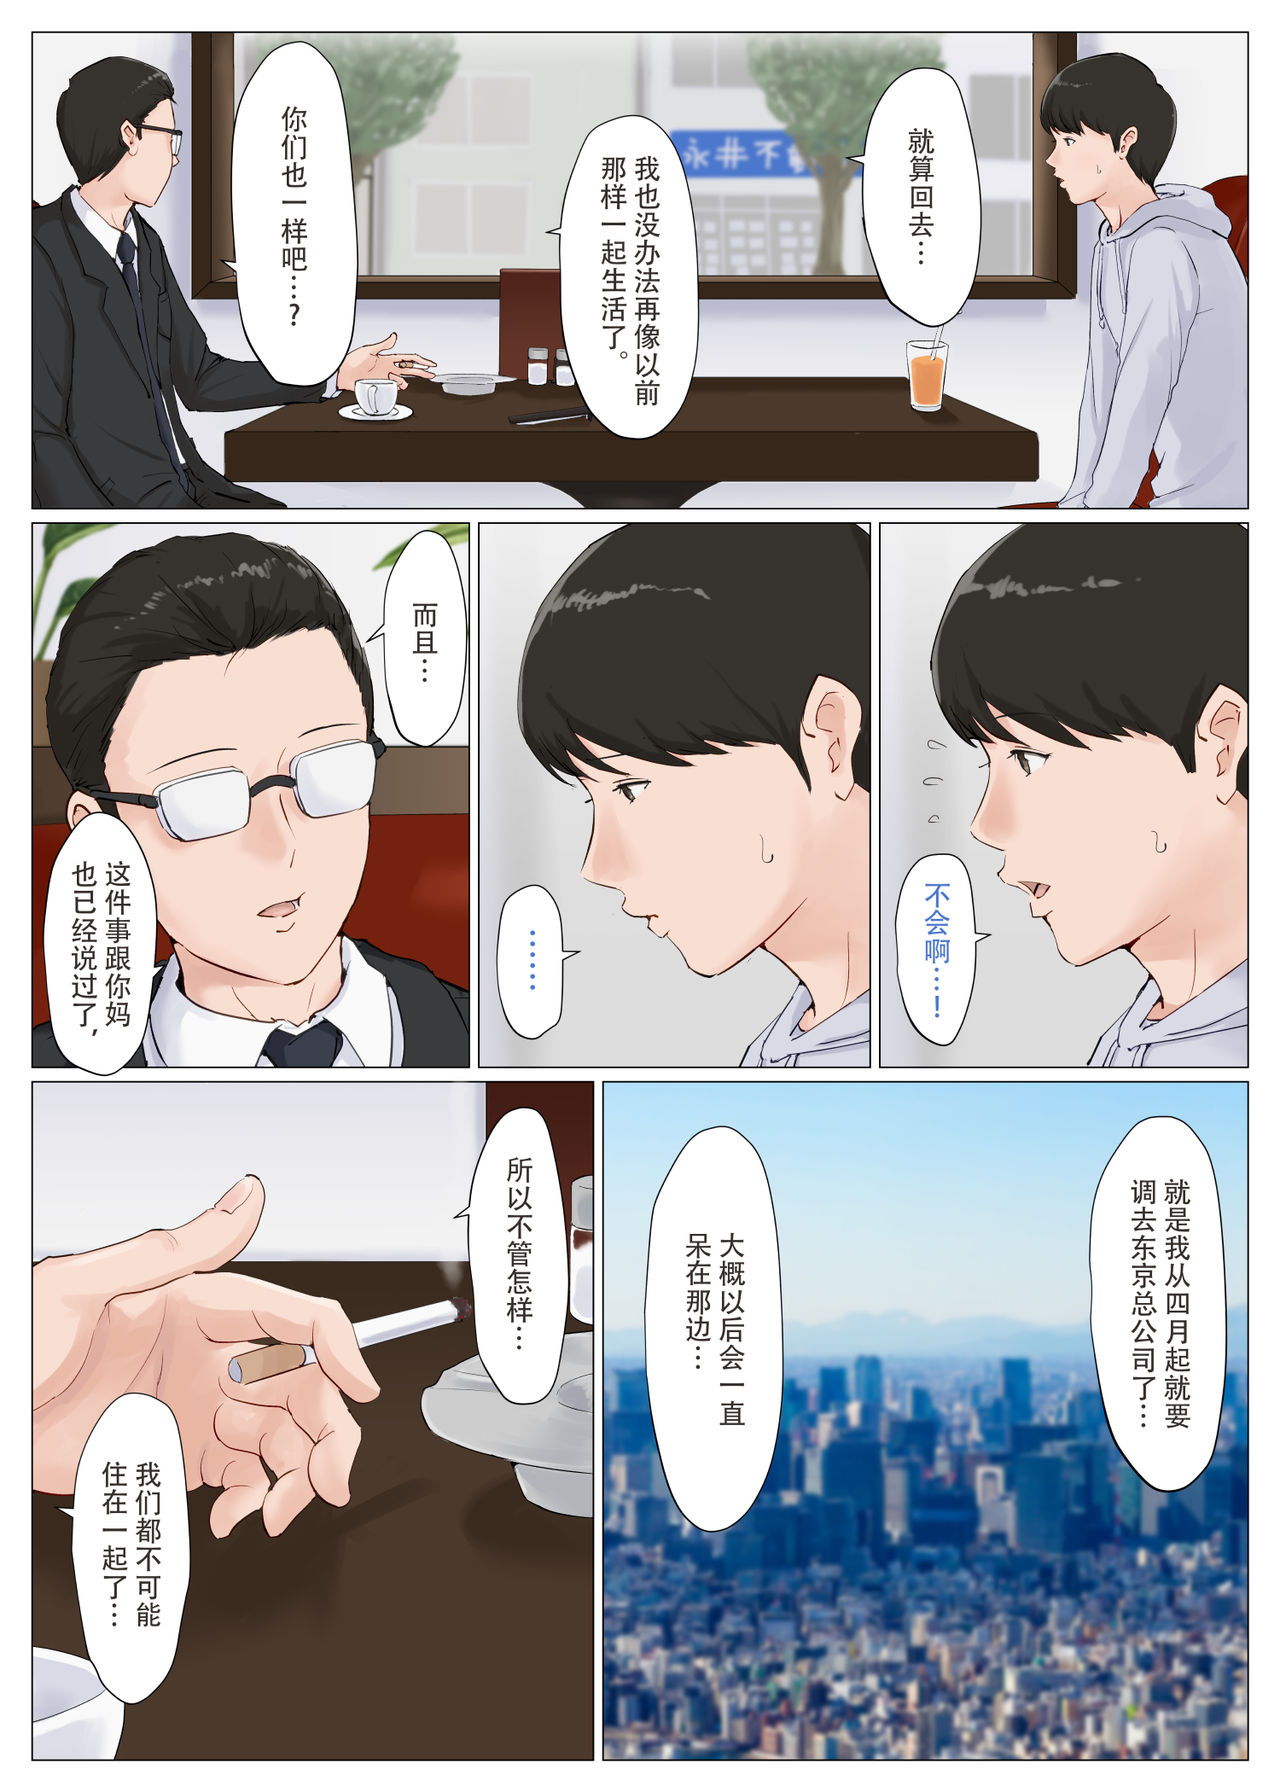 就算回去…
我也没办法再像以前
那样一起生活了。
你们也一样吧…?
永井不
不会啊…!
……
而且…
这件事跟你妈
也已经说过了,
就是我从四月起就要
调去东京总公司了…
大概以后会一直
呆在那边…
所以不管怎样…
我们都不可能
住在一起了…